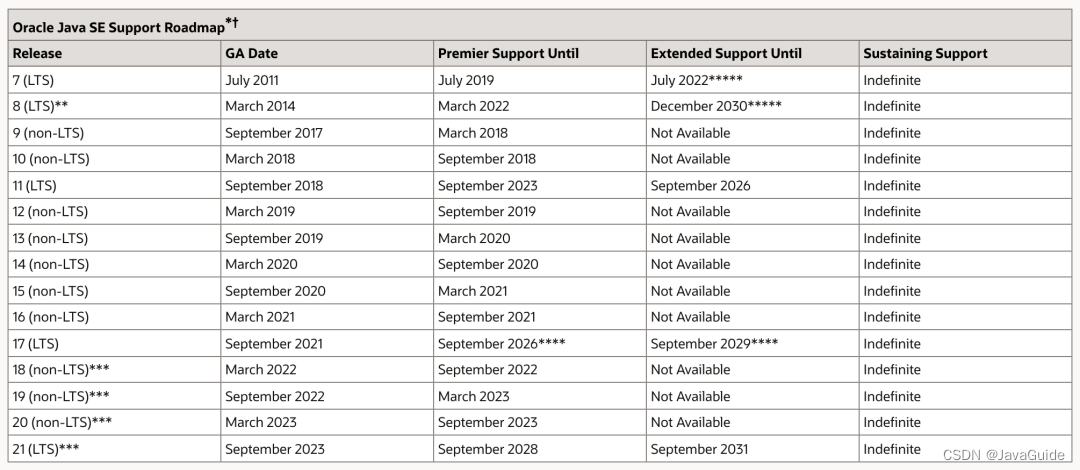 Oracle Java SE Support Roadmap*†
Release GA Date Premier Support Until Extended Support Until Sustaining Support
7 (LTS) July 2011 July 2019 July 2022***** Indefinite
8 (LTS)** March 2014 March 2022 December 2030***** Indefinite
9 (non-LTS) September 2017 March 2018 Not Available Indefinite
10 (non-LTS) March 2018 September 2018 Not Available Indefinite
11 (LTS) September 2018 September 2023 September 2026 Indefinite
12 (non-LTS) March 2019 September 2019 Not Available Indefinite
13 (non-LTS) September 2019 March 2020 Not Available Indefinite
14 (non-LTS) March 2020 September 2020 Not Available Indefinite
15 (non-LTS) September 2020 March 2021 Not Available Indefinite
16 (non-LTS) March 2021 September 2021 Not Available Indefinite
17 (LTS) September 2021 September 2026**** September 2029**** Indefinite
18 (non-LTS)*** March 2022 September 2022 Not Available Indefinite
19 (non-LTS)*** September 2022 March 2023 Not Available Indefinite
20 (non-LTS)*** March 2023 September 2023 Not Available Indefinite
21 (LTS)*** September 2023 September 2028 September 2031 Indefinite
CSDN @JavaGuide